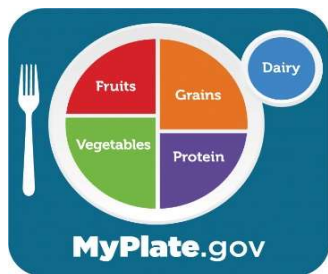 Dairy
Fruits
Grains
Vegetables
Protein
MyPlate.gov